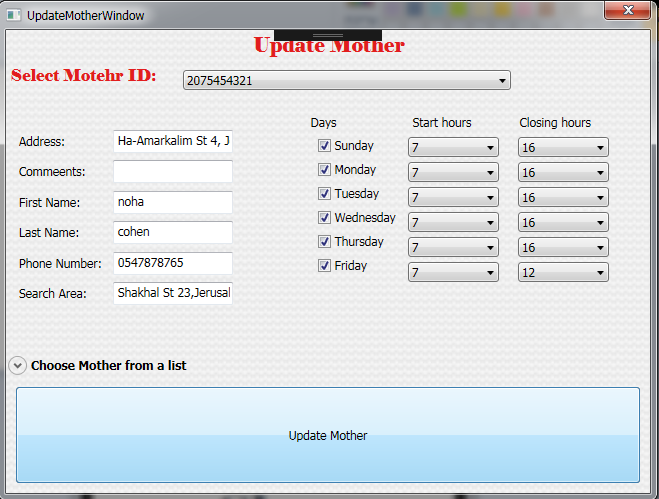 UpdateMotherWindow
Update Mother
Select Motehr ID: 2075454321
Days Start hours Closing hours
Address: Ha-Amarkalim St 4, J
Commeets:
First Name: noha
Last Name: cohen
Phone Number: 0547878765
Search Area: Shakhal St 23,Jerusal
Sunday 7 16
Monday 7 16
Tuesday 7 16
Wednesday 7 16
Thursday 7 16
Friday 7 12
Choose Mother from a list
Update Mother